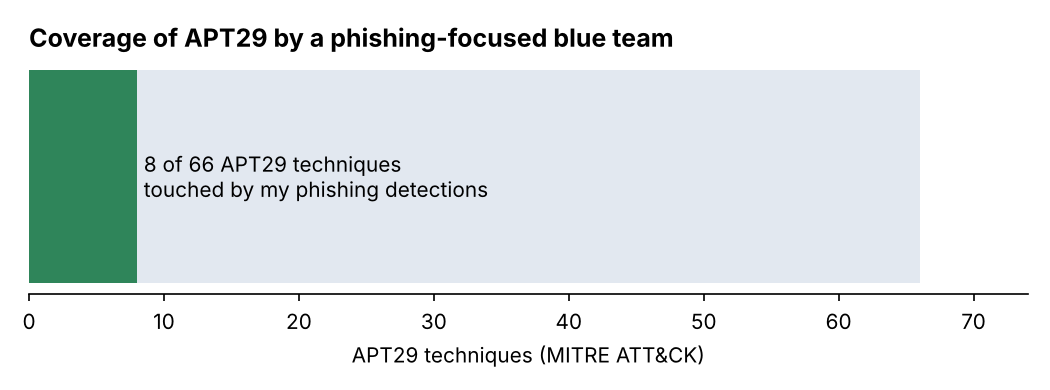 Coverage of APT29 by a phishing-focused blue team
8 of 66 APT29 techniques
touched by my phishing detections
0 10 20 30 40 50 60 70
APT29 techniques (MITRE ATT&CK)